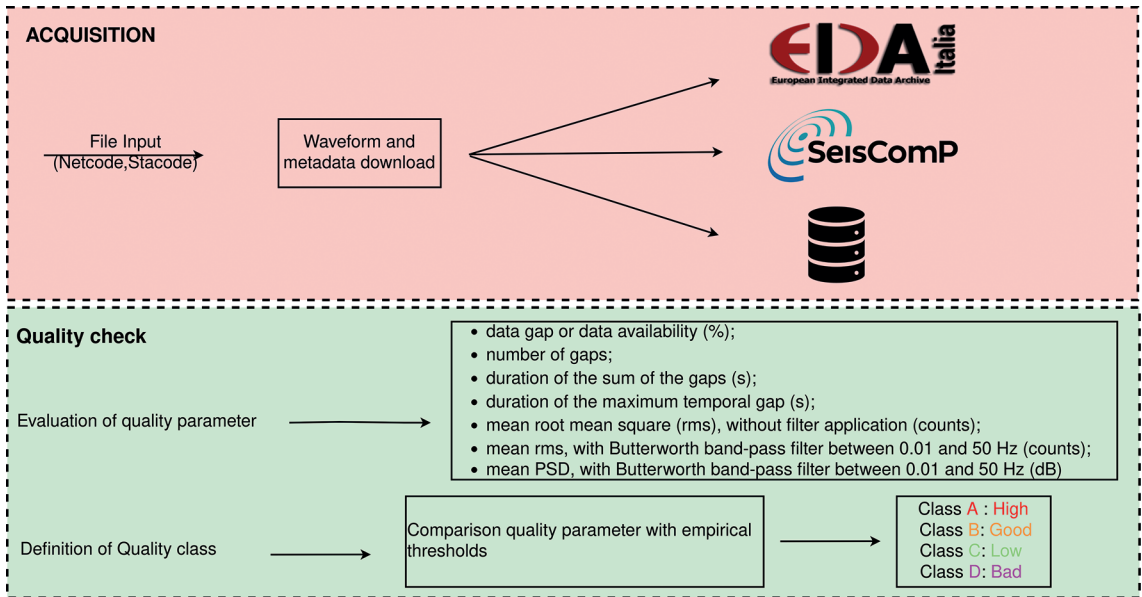 ACQUISITION
EIDA
Italia
European Integrated Data Archive
File Input
(Netcode,Stacode)
Waveform and
metadata download
SeisComP
Quality check
• data gap or data availability (%);
• number of gaps;
• duration of the sum of the gaps (s);
• duration of the maximum temporal gap (s);
• mean root mean square (rms), without filter application (counts);
• mean rms, with Butterworth band-pass filter between 0.01 and 50 Hz (counts);
• mean PSD, with Butterworth band-pass filter between 0.01 and 50 Hz (dB)
Evaluation of quality parameter
Definition of Quality class
Comparison quality parameter with empirical
thresholds
Class A : High
Class B: Good
Class C: Low
Class D: Bad